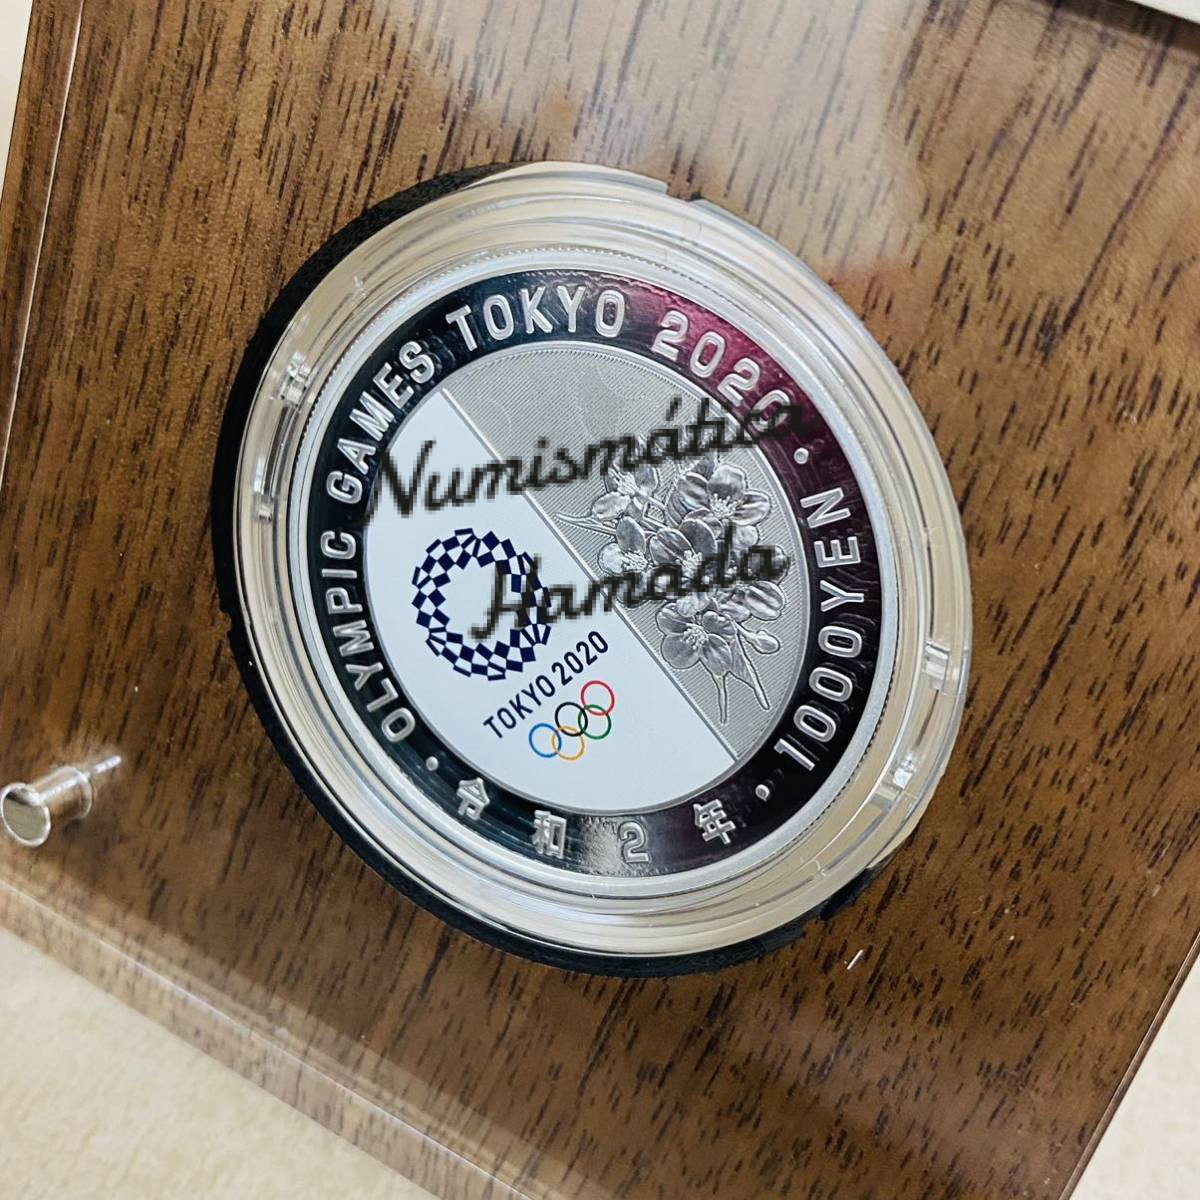 OLYMPIC GAMES TOKYO 2020
1000YEN
令和2年
TOKYO 2020
Numismática
Hamada